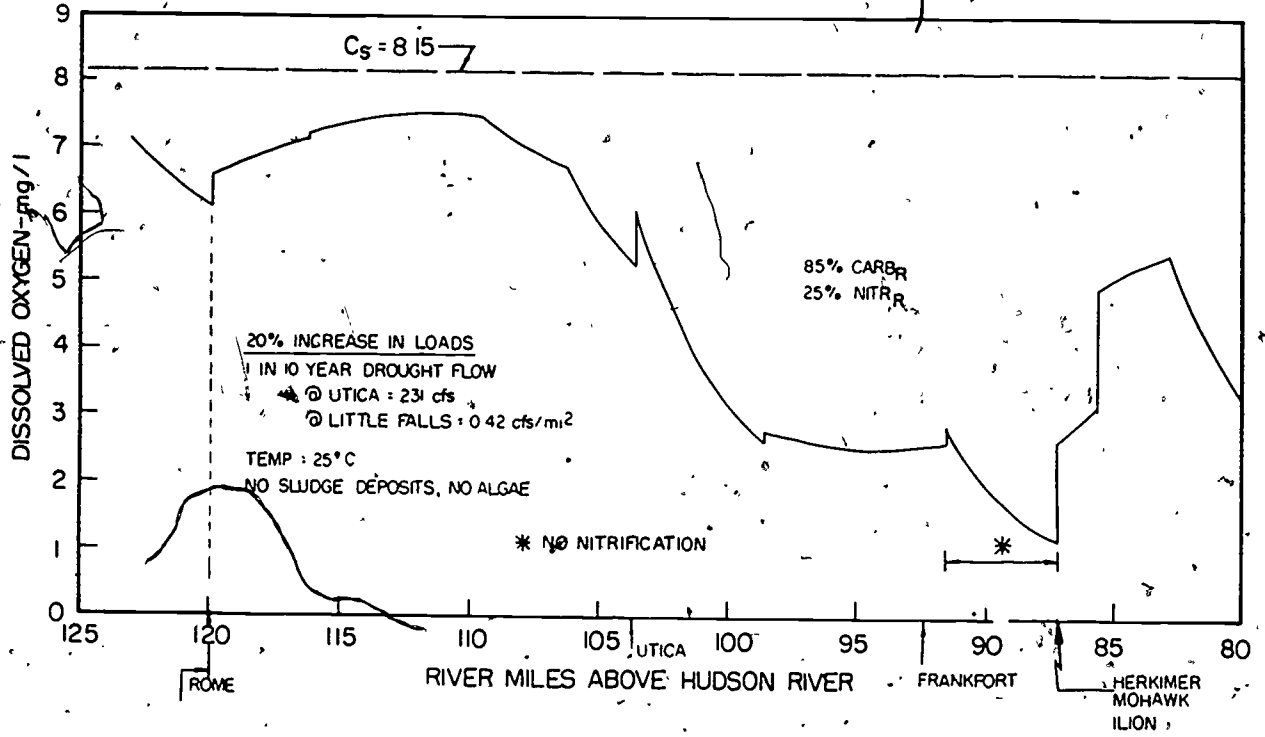 9
8
7
6
5
4
3
2
1
0
DISSOLVED OXYGEN-mg/l
Cs = 8 15
85% CARBR
25% NITRR
20% INCREASE IN LOADS
1 IN 10 YEAR DROUGHT FLOW
@ UTICA = 231 cfs
@ LITTLE FALLS = 0 42 cfs/mi2
TEMP : 25°C
NO SLUDGE DEPOSITS, NO ALGAE
* NO NITRIFICATION
*
125 120 115 110 105 100 95 90 85 80
ROME
UTICA
FRANKFORT
HERKIMER
MOHAWK
ILION
RIVER MILES ABOVE HUDSON RIVER